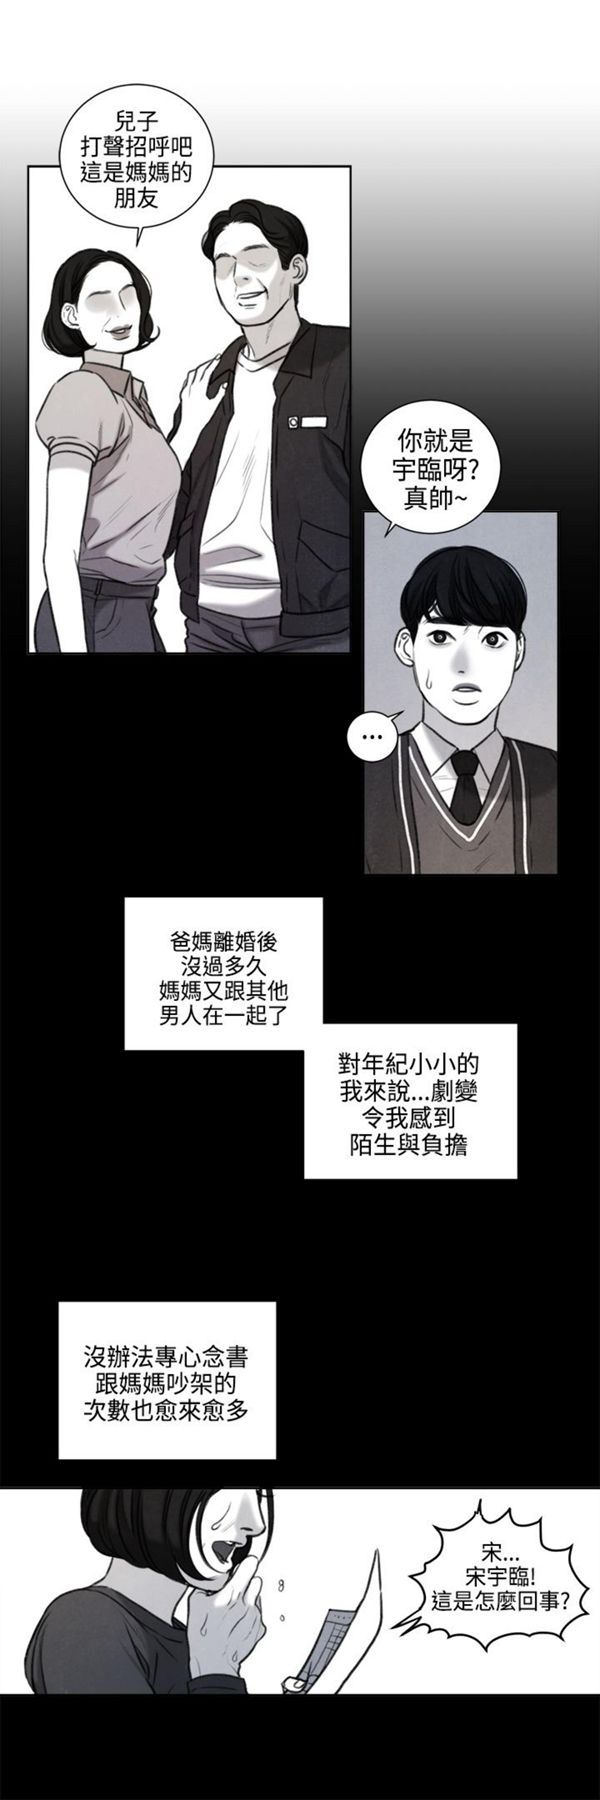 兒子
打聲招呼吧
這是媽媽的
朋友
你就是
宇臨呀?
真帥~
...
爸媽離婚後
沒過多久
媽媽又跟其他
男人在一起了
對年紀小小的
我來說...劇變
令我感到
陌生與負擔
沒辦法專心念書
跟媽媽吵架的
次數也愈來愈多
宋...
宋宇臨!
這是怎麼回事?